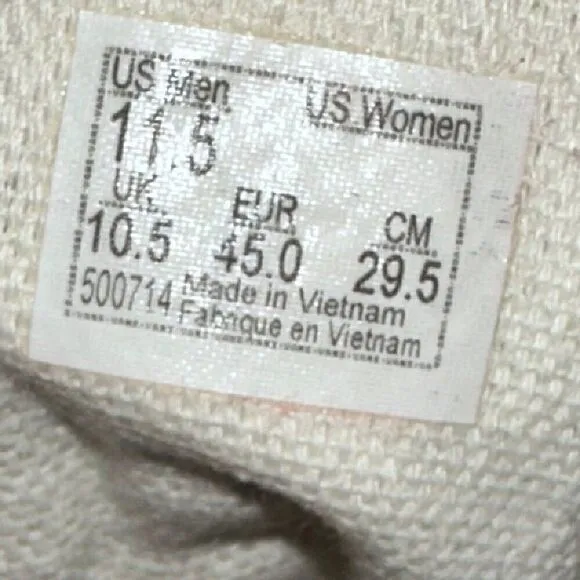 US Men US Women
11.5
UK EUR CM
10.5 45.0 29.5
500714 Made in Vietnam
Fabrique en Vietnam